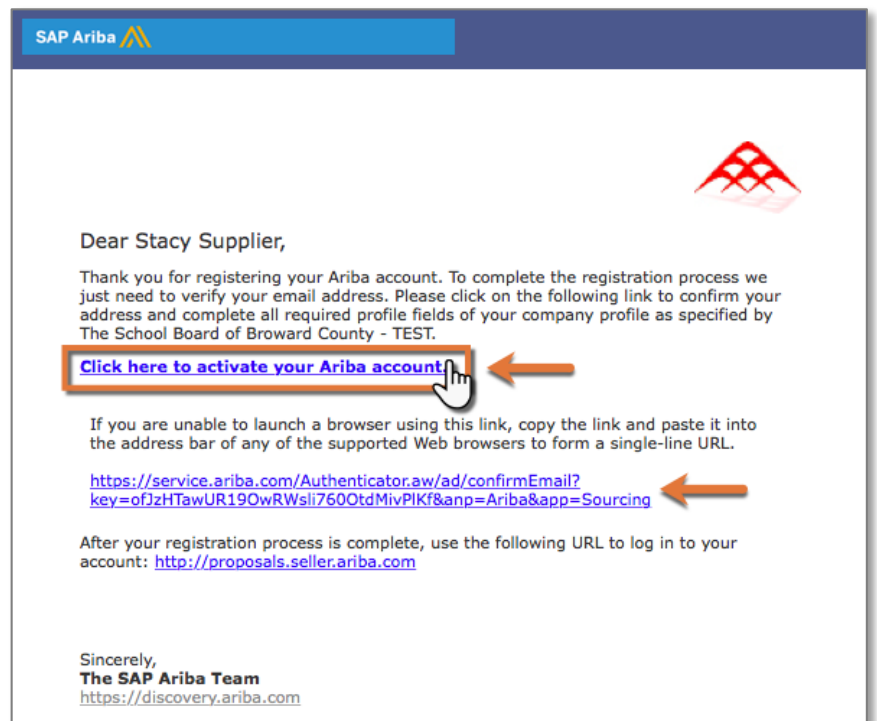 SAP Ariba
Dear Stacy Supplier,
Thank you for registering your Ariba account. To complete the registration process we
just need to verify your email address. Please click on the following link to confirm your
address and complete all required profile fields of your company profile as specified by
The School Board of Broward County - TEST.
Click here to activate your Ariba account.
If you are unable to launch a browser using this link, copy the link and paste it into
the address bar of any of the supported Web browsers to form a single-line URL.
https://service.ariba.com/Authenticator.aw/ad/confirmEmail?
key=ofJzHTawUR19OwRWsli760OtdMivPlKf&anp=Ariba&app=Sourcing
After your registration process is complete, use the following URL to log in to your
account: http://proposals.seller.ariba.com
Sincerely,
The SAP Ariba Team
https://discovery.ariba.com